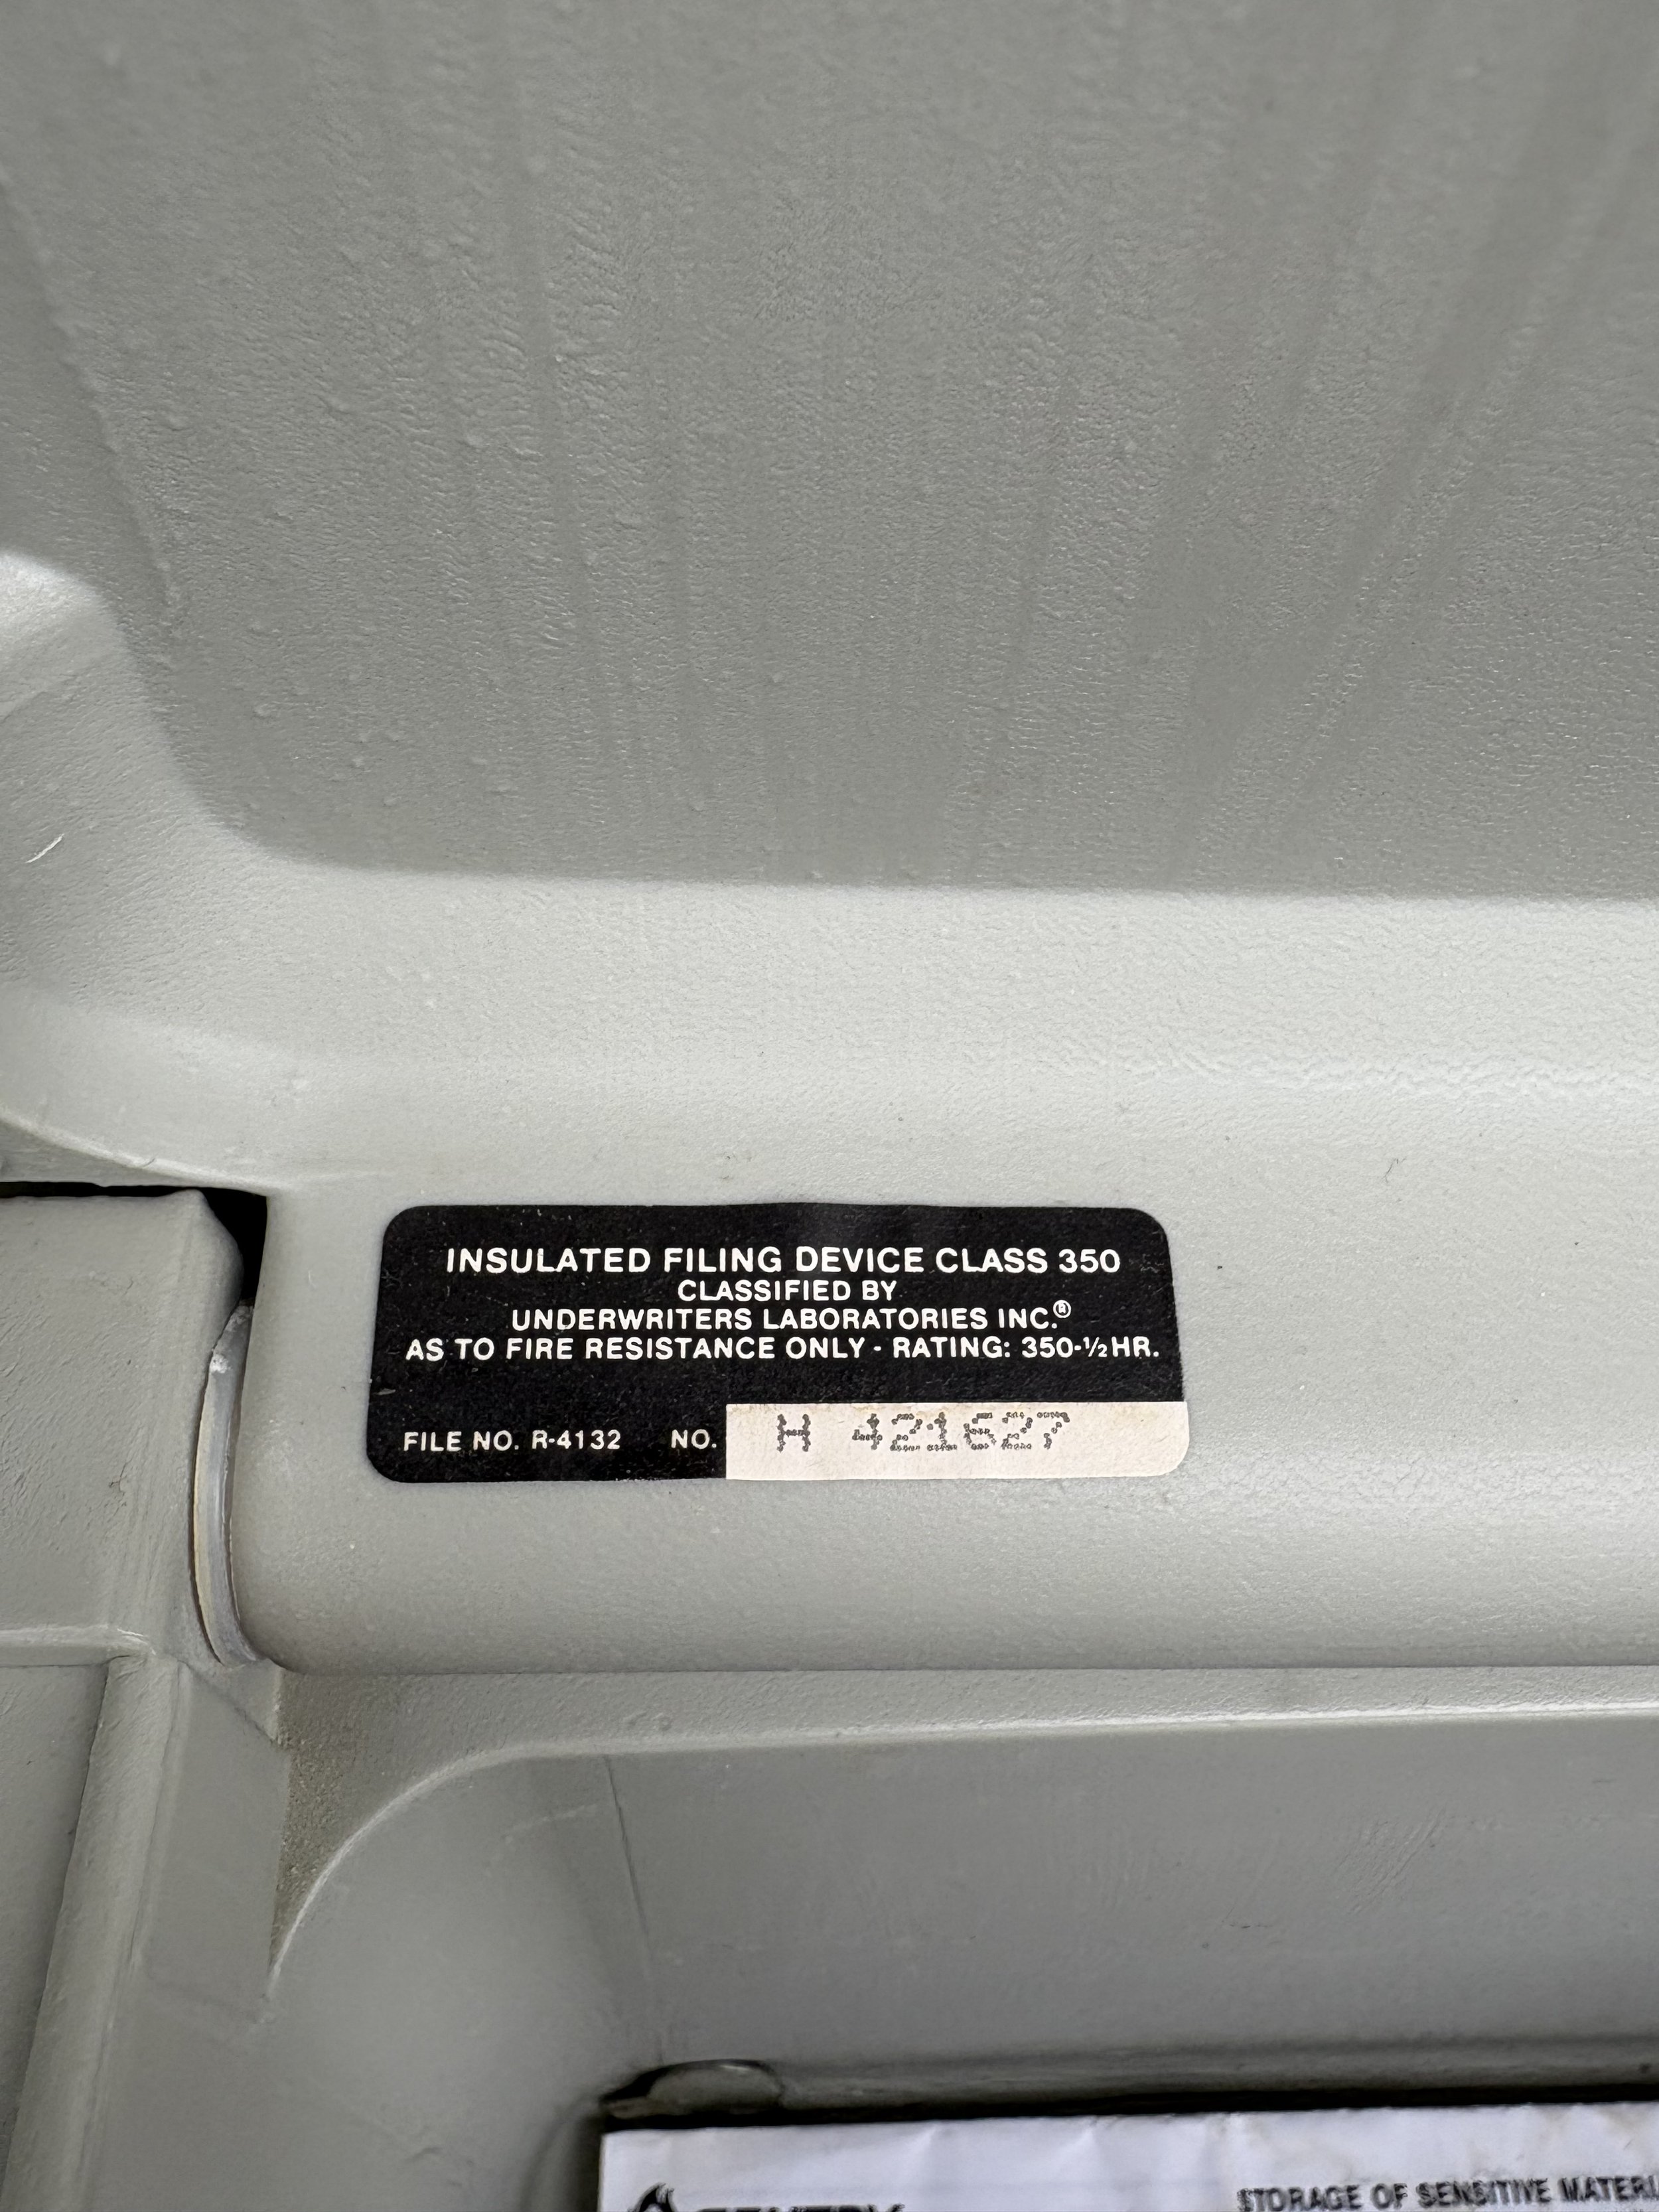 INSULATED FILING DEVICE CLASS 350
CLASSIFIED BY
UNDERWRITERS LABORATORIES INC.®
AS TO FIRE RESISTANCE ONLY - RATING: 350-½HR.
FILE NO. R-4132 NO. H 421627
SENTRY
STORAGE OF SENSITIVE